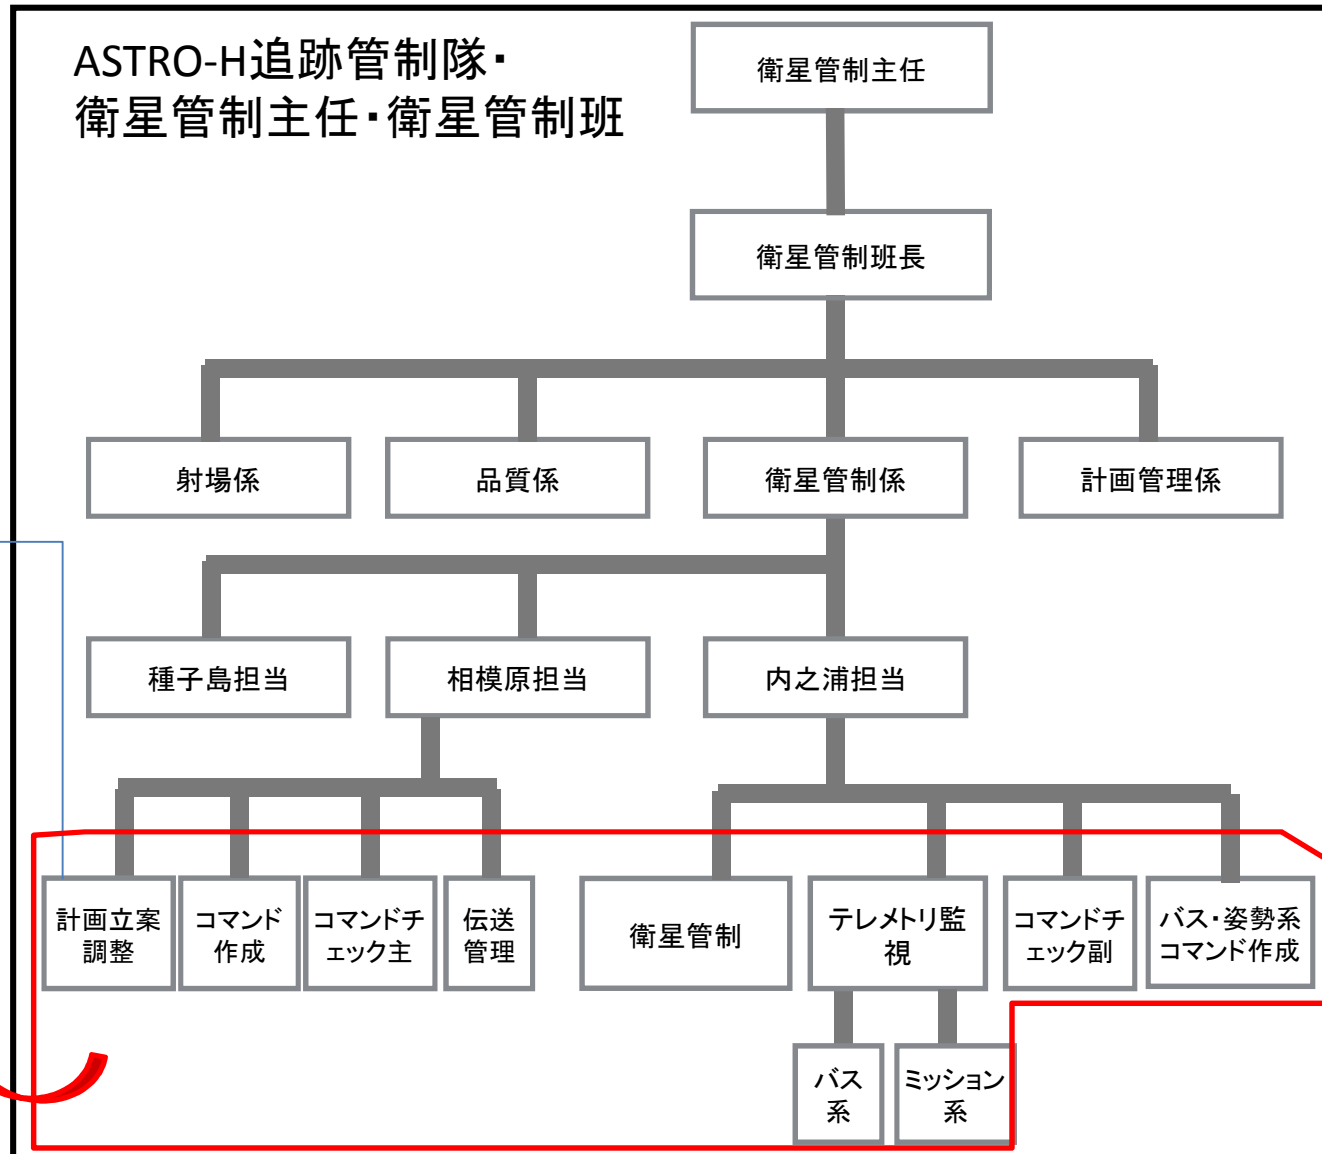 ASTRO-H追跡管制隊・
衛星管制主任・衛星管制班
衛星管制主任
衛星管制班長
射場係
品質係
衛星管制係
計画管理係
種子島担当
相模原担当
内之浦担当
計画立案
調整
コマンド
作成
コマンドチ
ェック主
伝送
管理
衛星管制
テレメトリ監
視
コマンドチ
ェック副
バス・姿勢系
コマンド作成
バス
系
ミッション
系